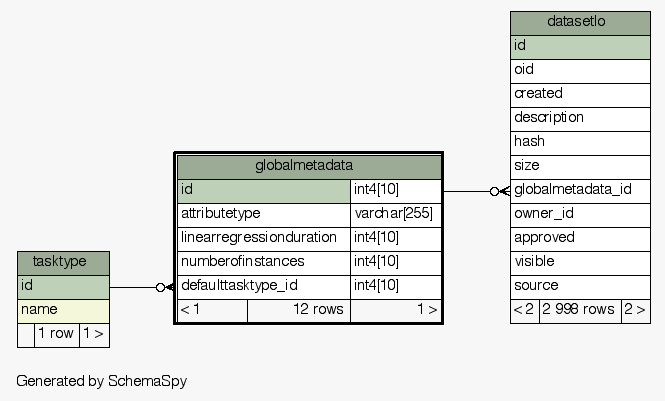 tasktype
id
name
1 row 1 >
globalmetadata
id int4[10]
attributetype varchar[255]
linearregressionduration int4[10]
numberofinstances int4[10]
defaulttasktype_id int4[10]
< 1 12 rows 1 >
datasetlo
id
oid
created
description
hash
size
globalmetadata_id
owner_id
approved
visible
source
< 2 2 998 rows 2 >
Generated by SchemaSpy